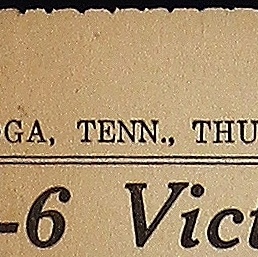 GA, TENN., THU
-6 Vict